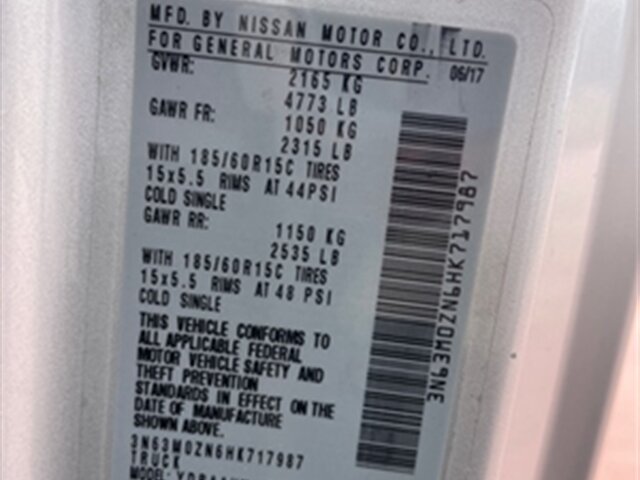 MFD. BY NISSAN MOTOR CO., LTD.
FOR GENERAL MOTORS CORP. 06/17
GVWR: 2165 KG
4773 LB
GAWR FR: 1050 KG
2315 LB
WITH 185/60R15C TIRES
15x5.5 RIMS AT 44PSI
COLD SINGLE
GAWR RR: 1150 KG
2535 LB
WITH 185/60R15C TIRES
15x5.5 RIMS AT 48 PSI
COLD SINGLE
THIS VEHICLE CONFORMS TO
ALL APPLICABLE FEDERAL
MOTOR VEHICLE SAFETY AND
THEFT PREVENTION
STANDARDS IN EFFECT ON THE
DATE OF MANUFACTURE
SHOWN ABOVE.
3N63M0ZN6HK717987
TRUCK
MODEL:
3N63M0ZN6HK717987